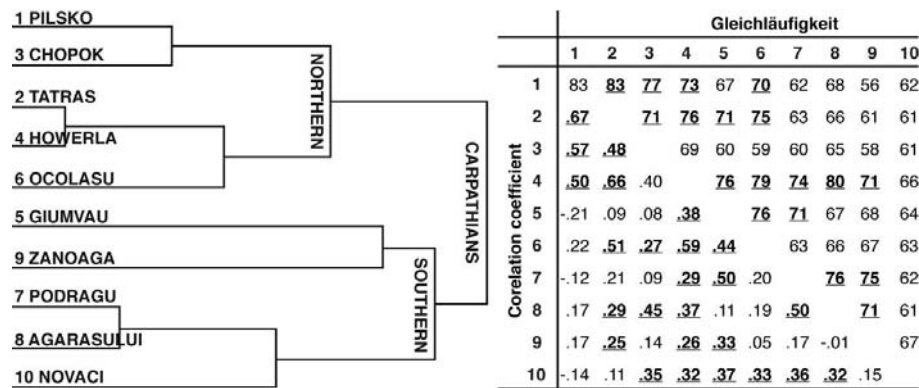 1 PILSKO
3 CHOPOK
2 TATRAS
4 HOWERLA
6 OCOLASU
5 GIUMVAU
9 ZANOAGA
7 PODRAGU
8 AGARASULUI
10 NOVACI
NORTHERN
SOUTHERN
CARPATHIANS
Gleichläufigkeit
1 2 3 4 5 6 7 8 9 10
Corelation coefficient
1 83 83 77 73 67 70 62 68 56 62
2 .67 71 76 71 75 63 66 61 61
3 .57 .48 69 60 59 60 65 58 61
4 .50 .66 .40 76 79 74 80 71 66
5 -.21 .09 .08 .38 76 71 67 68 64
6 .22 .51 .27 .59 .44 63 66 67 63
7 -.12 .21 .09 .29 .50 .20 76 75 62
8 .17 .29 .45 .37 .11 .19 .50 71 61
9 .17 .25 .14 .26 .33 .05 .17 -.01 67
10 -.14 .11 .35 .32 .37 .33 .36 .32 .15